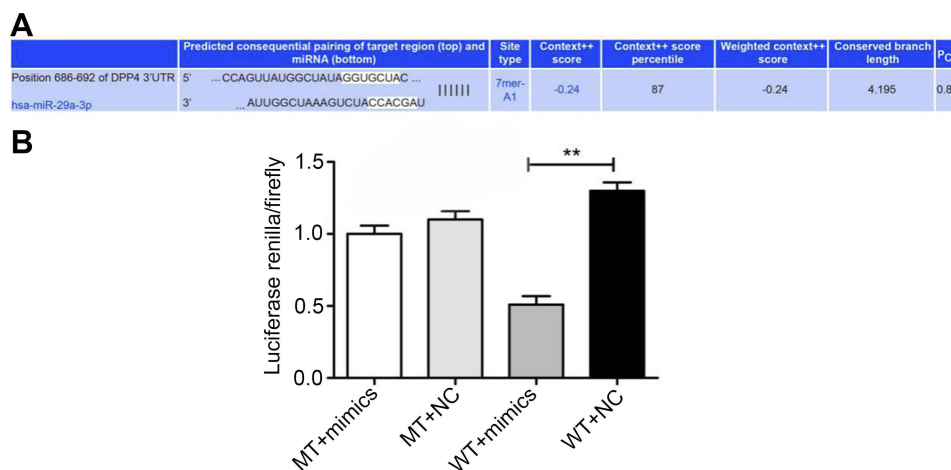 A
Predicted consequential pairing of target region (top) and miRNA (bottom)
Site type
Context++ score
Context++ score percentile
Weighted context++ score
Conserved branch length
Position 686-692 of DPP4 3'UTR
5' ...CCAGUUAUGGCUAUAGGUGCUAC ...
hsa-miR-29a-3p
3' ... AUUGGCUAAAGUCUACCACGAU
7mer-A1
-0.24
87
-0.24
4.195
0.8
B
Luciferase renilla/firefly
1.5
1.0
0.5
0.0
**
MT+mimics
MT+NC
WT+mimics
WT+NC